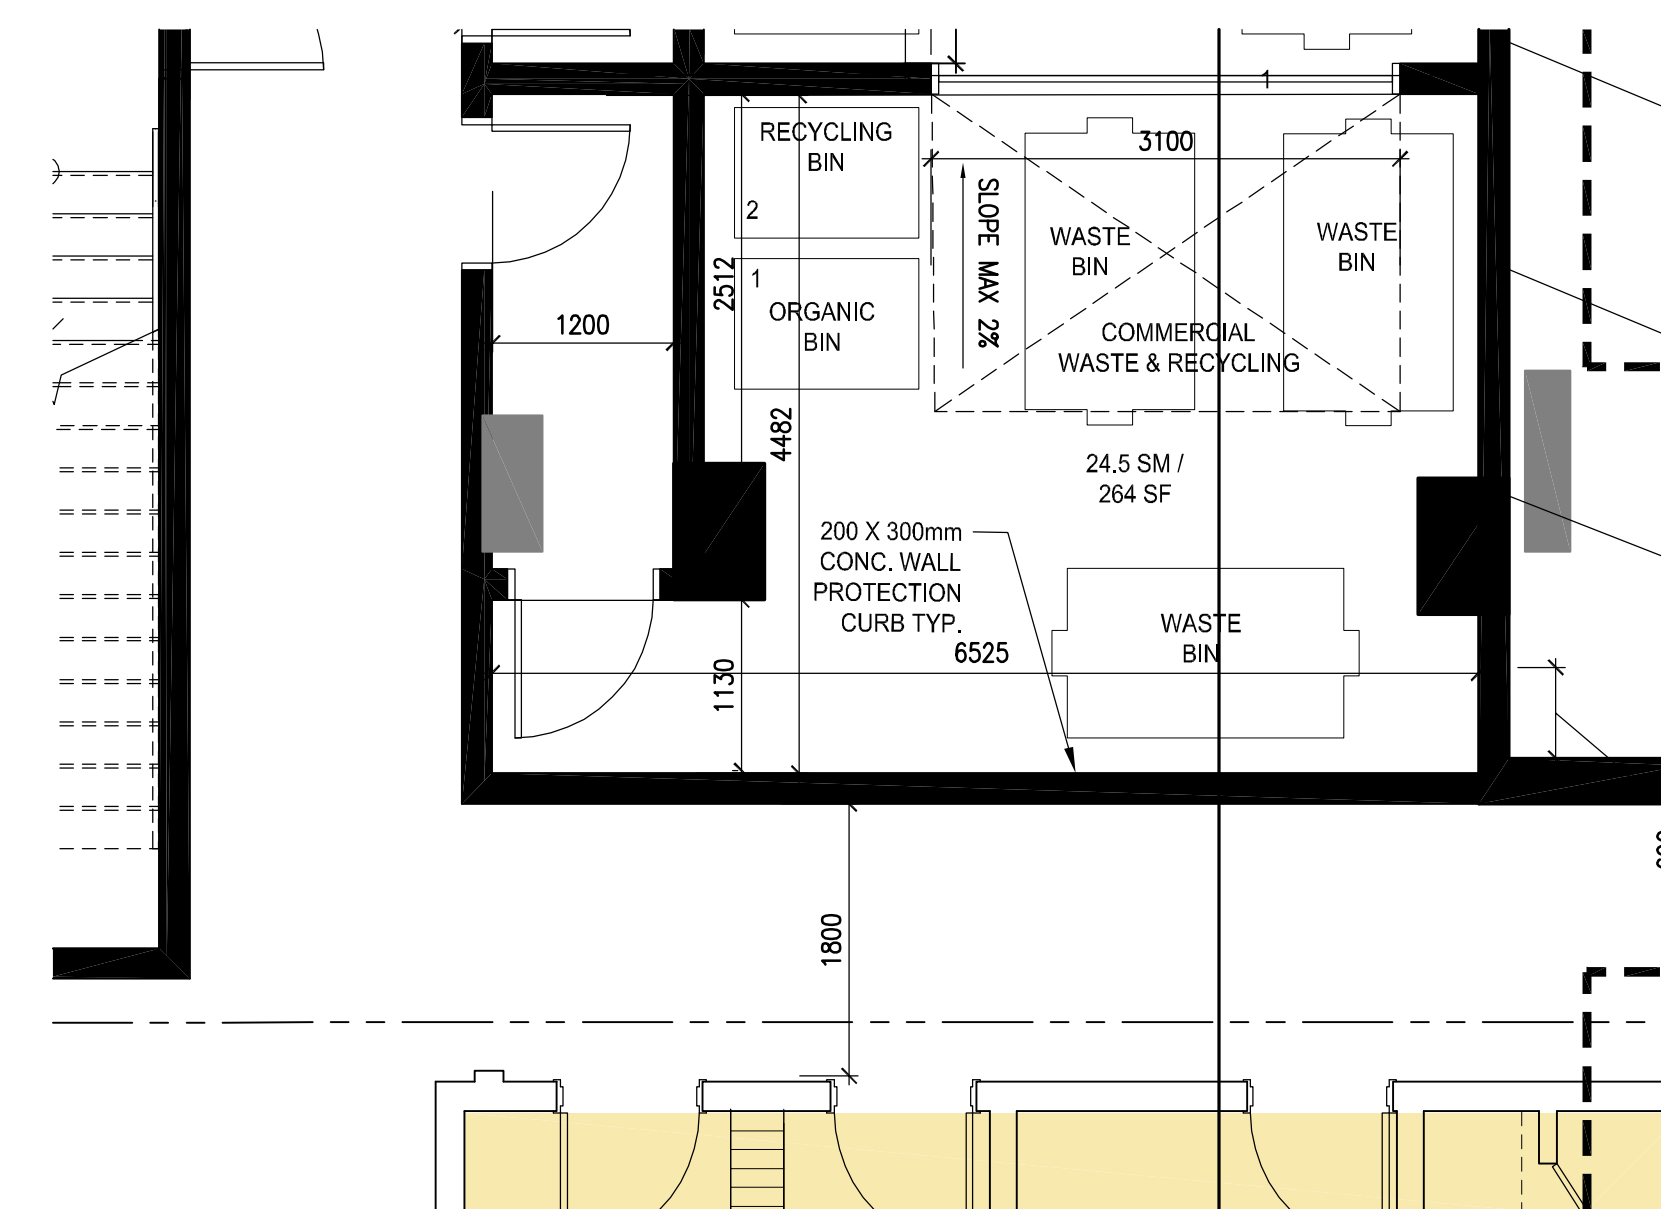 1
RECYCLING
BIN
3100
2
SLOPE MAX 2%
WASTE
BIN
WASTE
BIN
2512
1
ORGANIC
BIN
1200
COMMERCIAL
WASTE & RECYCLING
4482
24.5 SM /
264 SF
200 X 300mm
CONC. WALL
PROTECTION
CURB TYP.
WASTE
BIN
6525
1130
1800